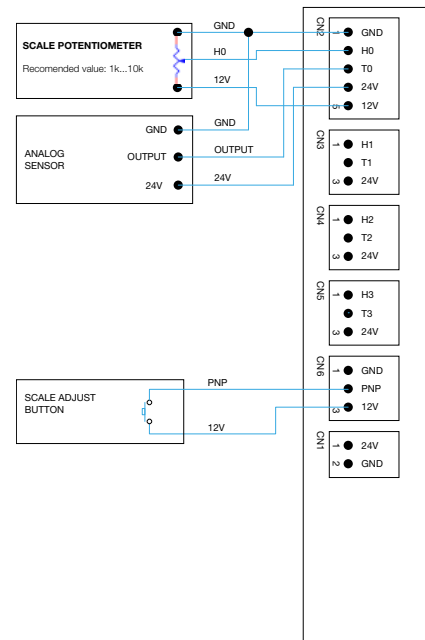 SCALE POTENTIOMETER
Recomended value: 1k...10k
GND
H0
12V
ANALOG
SENSOR
GND
OUTPUT
24V
GND
OUTPUT
24V
SCALE ADJUST
BUTTON
PNP
12V
CN2
1
5
GND
H0
T0
24V
12V
CN3
1
3
H1
T1
24V
CN4
1
3
H2
T2
24V
CN5
1
3
H3
T3
24V
CN6
1
3
GND
PNP
12V
CN1
1
2
24V
GND